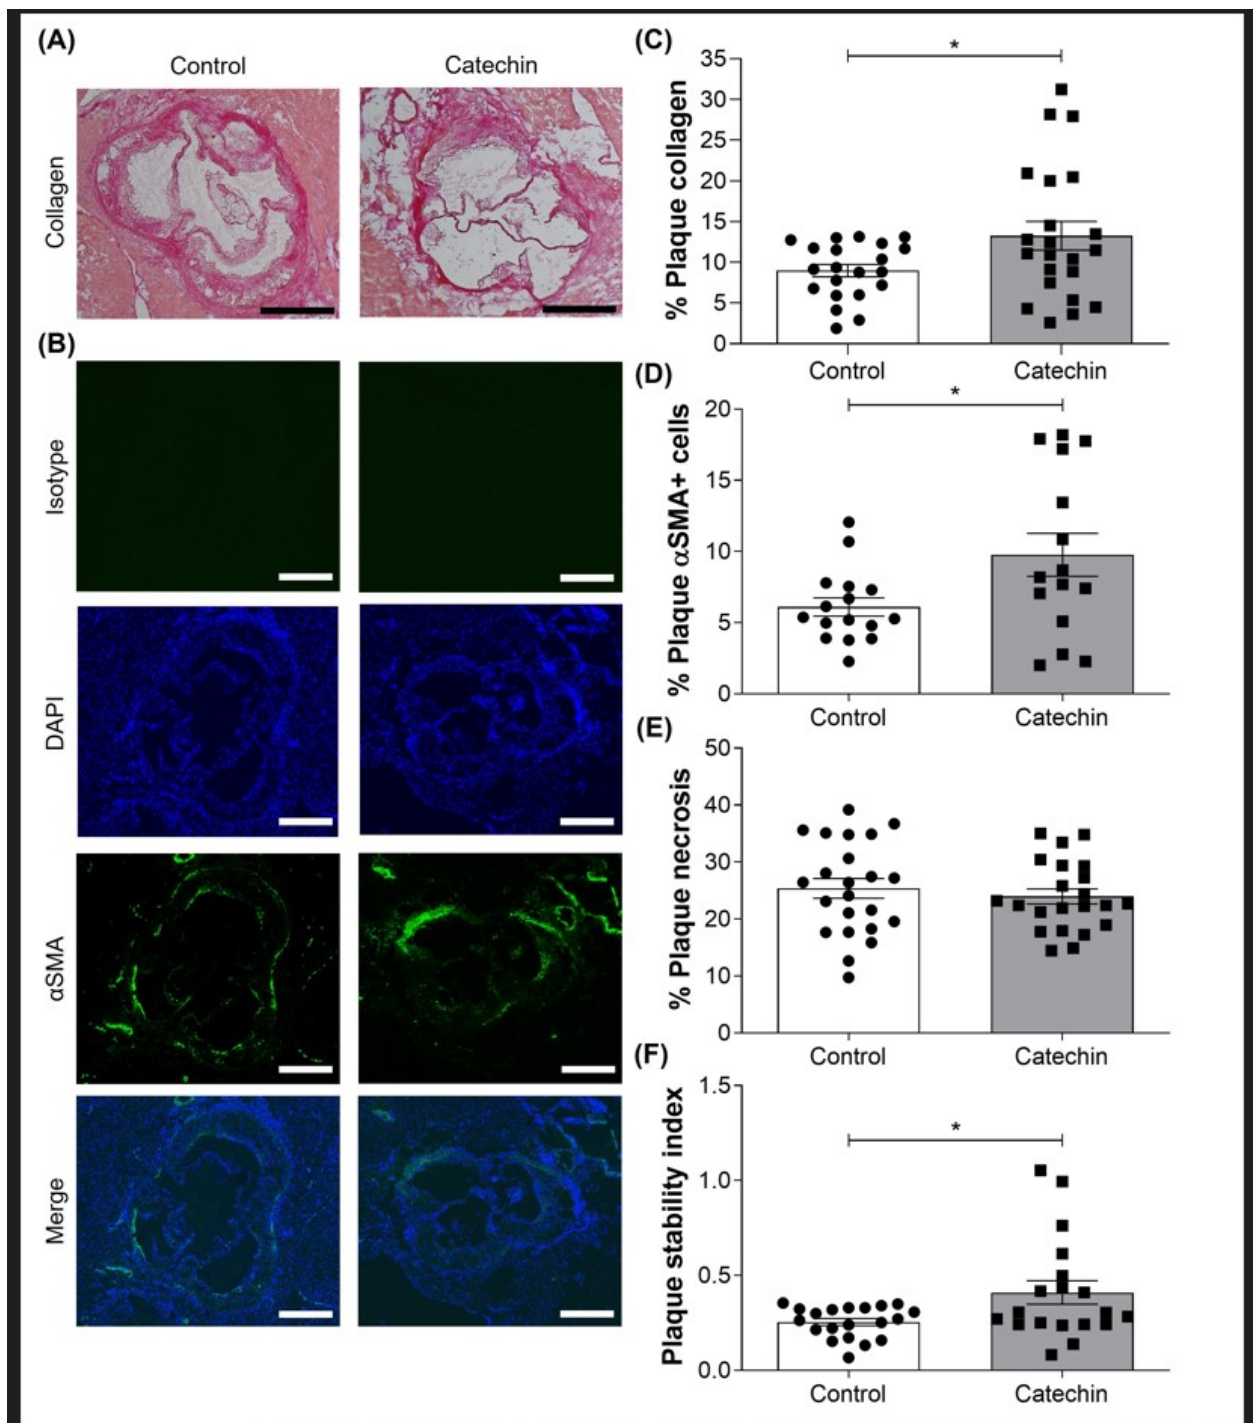 (A)
Control
Catechin
Collagen
(B)
Isotype
DAPI
αSMA
Merge
(C)
*
% Plaque collagen
35
30
25
20
15
10
5
0
Control
Catechin
(D)
*
% Plaque αSMA+ cells
20
15
10
5
0
Control
Catechin
(E)
% Plaque necrosis
50
40
30
20
10
0
Control
Catechin
(F)
*
Plaque stability index
1.5
1.0
0.5
0.0
Control
Catechin